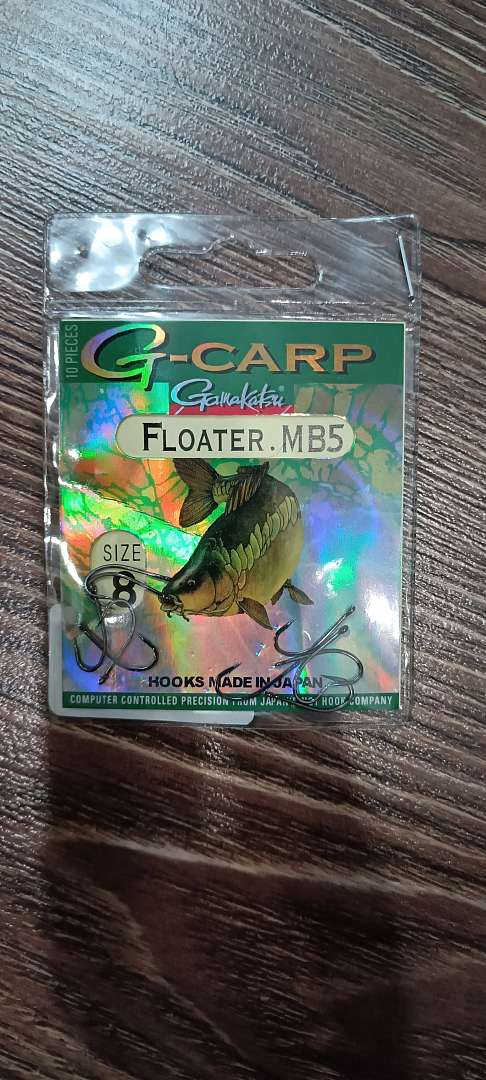 10 PIECES
G-CARP
Gamakatsu®
FLOATER.MB5
SIZE
8
HOOKS MADE IN JAPAN
COMPUTER CONTROLLED PRECISION FROM JAPAN'S HOOK COMPANY